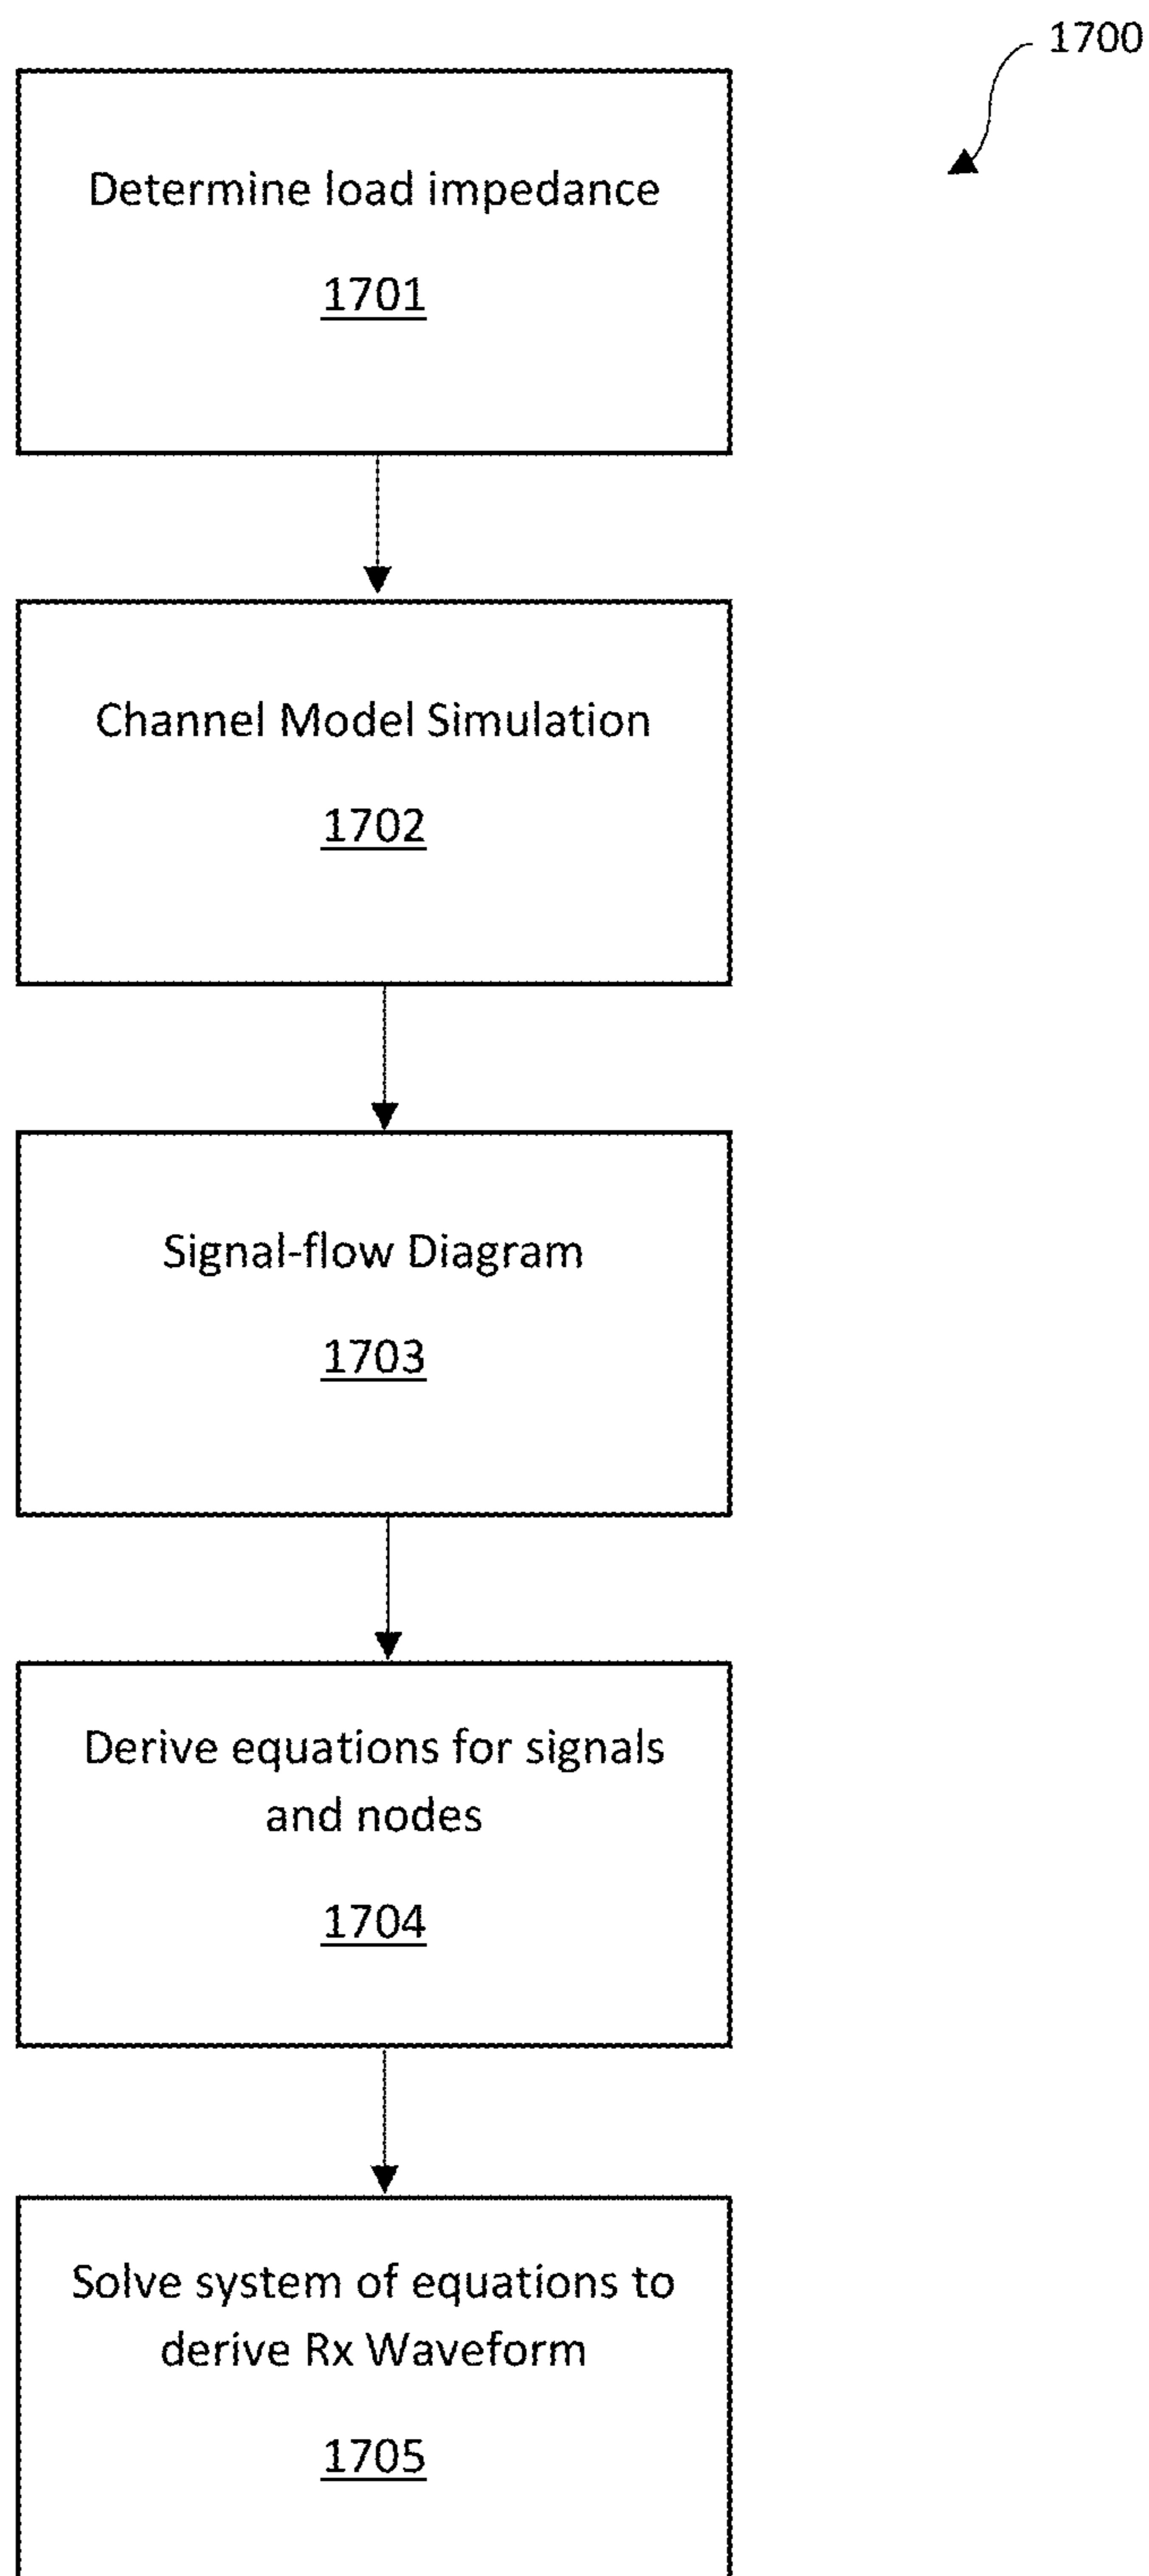 1700
Determine load impedance
1701
Channel Model Simulation
1702
Signal-flow Diagram
1703
Derive equations for signals
and nodes
1704
Solve system of equations to
derive Rx Waveform
1705